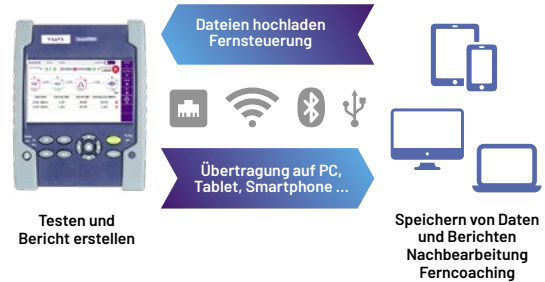 Dateien hochladen
Fernsteuerung
VIAVI
Übertragung auf PC,
Tablet, Smartphone ...
Testen und
Bericht erstellen
Speichern von Daten
und Berichten
Nachbearbeitung
Ferncoaching